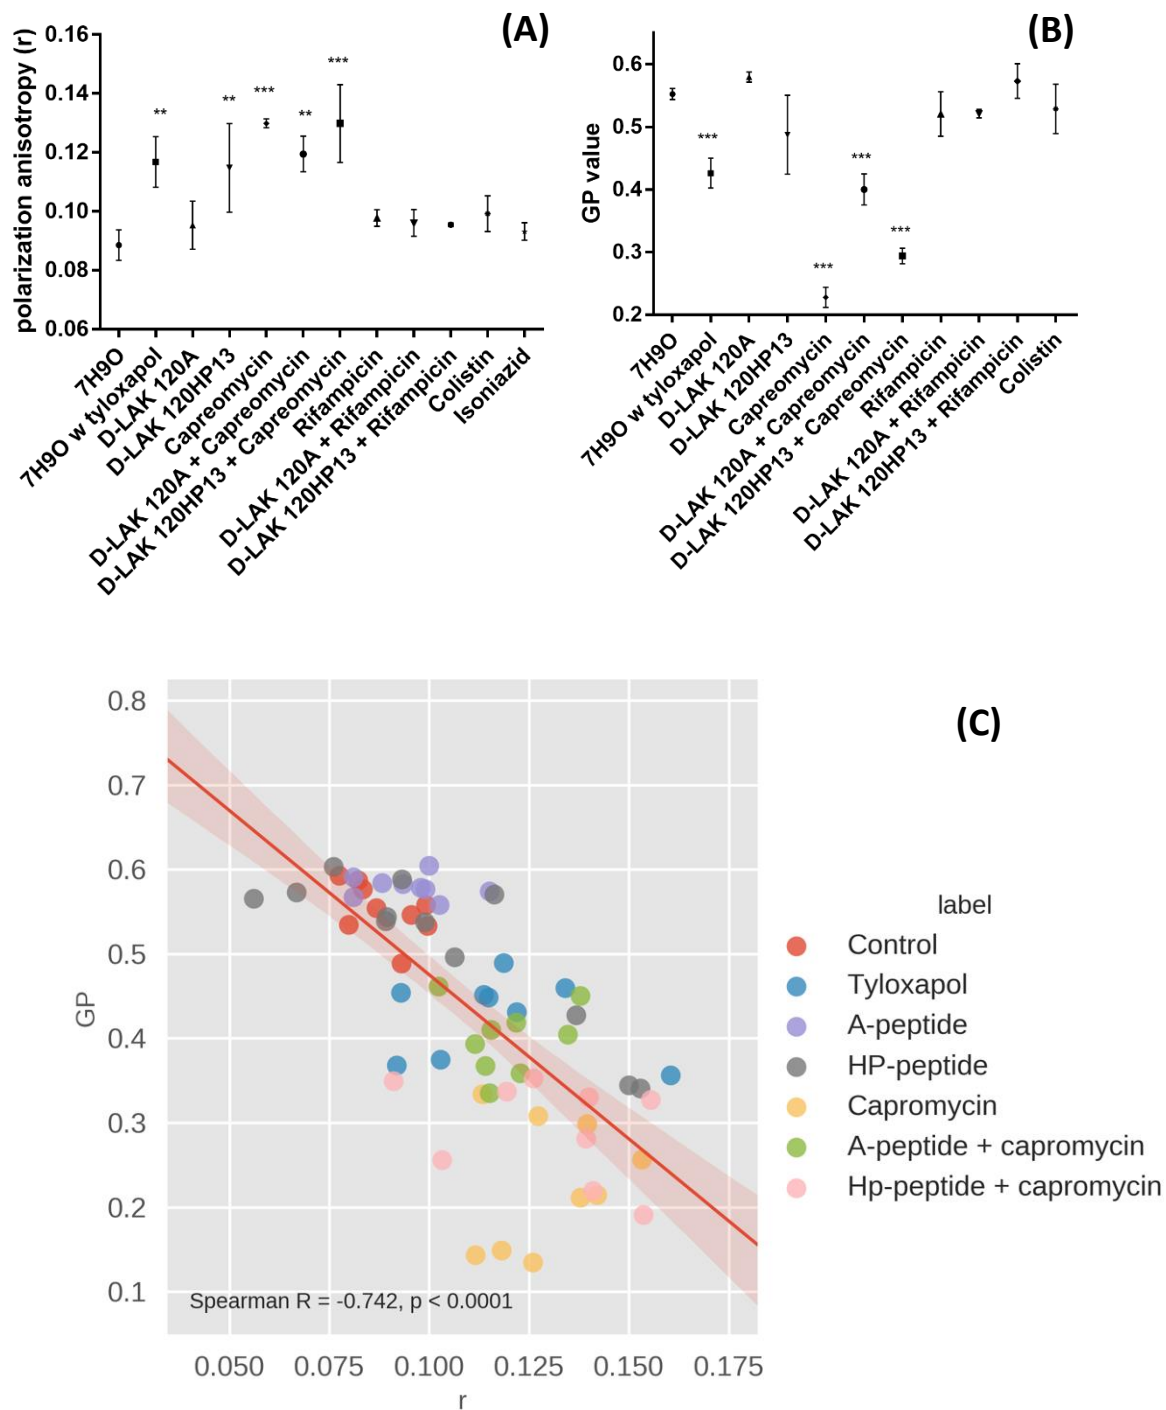 (A)
polarization anisotropy (r)
0.16
0.14
0.12
0.10
0.08
0.06
**
**
***
**
***
7H9O
7H9O w tyloxapol
D-LAK 120A
D-LAK 120HP13
Capreomycin
D-LAK 120A + Capreomycin
D-LAK 120HP13 + Capreomycin
Rifampicin
D-LAK 120A + Rifampicin
D-LAK 120HP13 + Rifampicin
Colistin
Isoniazid
(B)
GP value
0.6
0.5
0.4
0.3
0.2
***
***
***
***
7H9O
7H9O w tyloxapol
D-LAK 120A
D-LAK 120HP13
Capreomycin
D-LAK 120A + Capreomycin
D-LAK 120HP13 + Capreomycin
Rifampicin
D-LAK 120A + Rifampicin
D-LAK 120HP13 + Rifampicin
Colistin
(C)
GP
0.8
0.7
0.6
0.5
0.4
0.3
0.2
0.1
Spearman R = -0.742, p < 0.0001
0.050 0.075 0.100 0.125 0.150 0.175
r
label
Control
Tyloxapol
A-peptide
HP-peptide
Capromycin
A-peptide + capromycin
Hp-peptide + capromycin